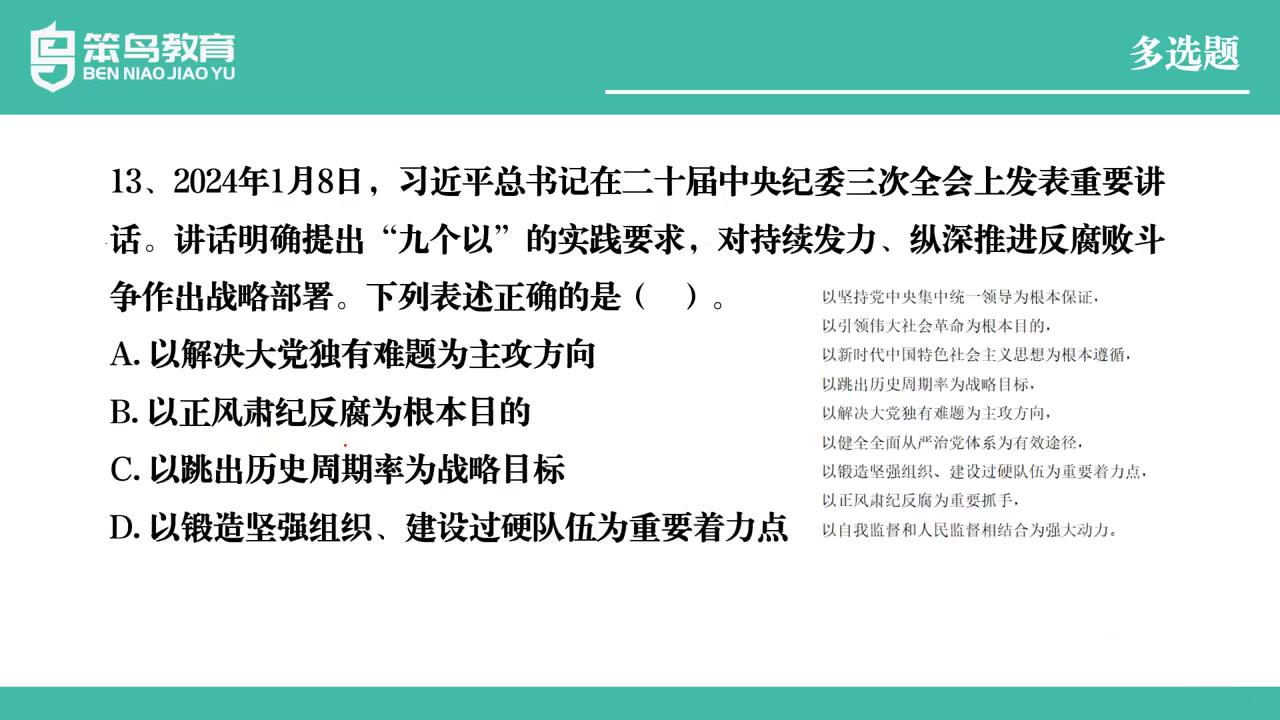 笨鸟教育
BEN NIAO JIAO YU
多选题
13、2024年1月8日，习近平总书记在二十届中央纪委三次全会上发表重要讲
话。讲话明确提出“九个以”的实践要求，对持续发力、纵深推进反腐败斗
争作出战略部署。下列表述正确的是（ ）。
A. 以解决大党独有难题为主攻方向
B. 以正风肃纪反腐为根本目的
C. 以跳出历史周期率为战略目标
D. 以锻造坚强组织、建设过硬队伍为重要着力点
以坚持党中央集中统一领导为根本保证，
以引领伟大社会革命为根本目的，
以新时代中国特色社会主义思想为根本遵循，
以跳出历史周期率为战略目标，
以解决大党独有难题为主攻方向，
以健全全面从严治党体系为有效途径，
以锻造坚强组织、建设过硬队伍为重要着力点，
以正风肃纪反腐为重要抓手，
以自我监督和人民监督相结合为强大动力。